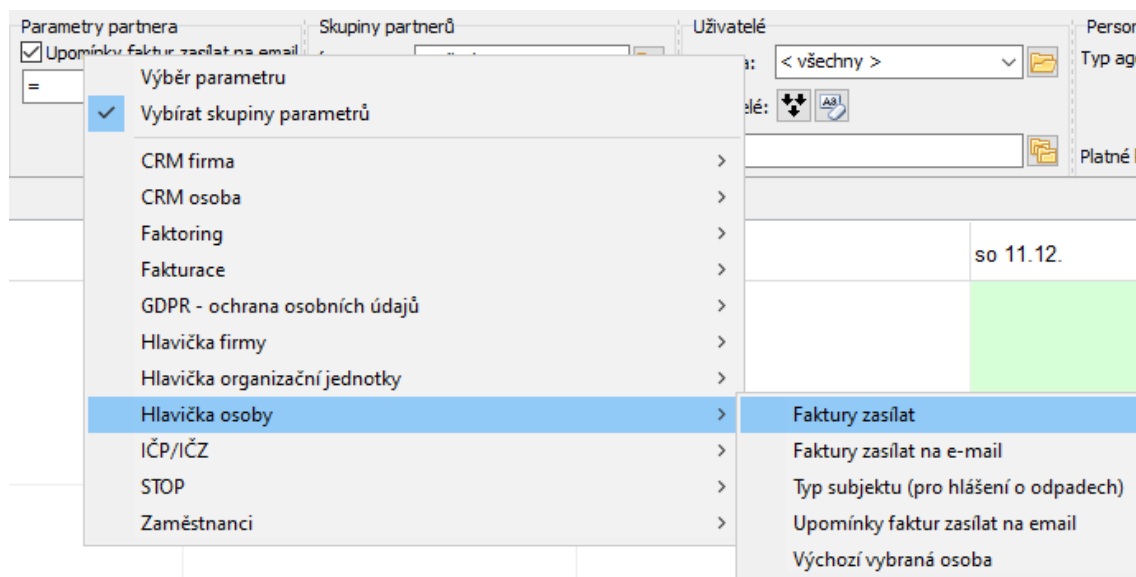 Parametry partnera
Skupiny partnerů
Uživatelé
Upomínky faktur zasílat na email
< všechny >
Typ
=
Výběr parametru
Vybírat skupiny parametrů
Platné
CRM firma
CRM osoba
Faktoring
Fakturace
so 11.12.
GDPR - ochrana osobních údajů
Hlavička firmy
Hlavička organizační jednotky
Hlavička osoby
Faktury zasílat
IČP/IČZ
Faktury zasílat na e-mail
STOP
Typ subjektu (pro hlášení o odpadech)
Zaměstnanci
Upomínky faktur zasílat na email
Výchozí vybraná osoba